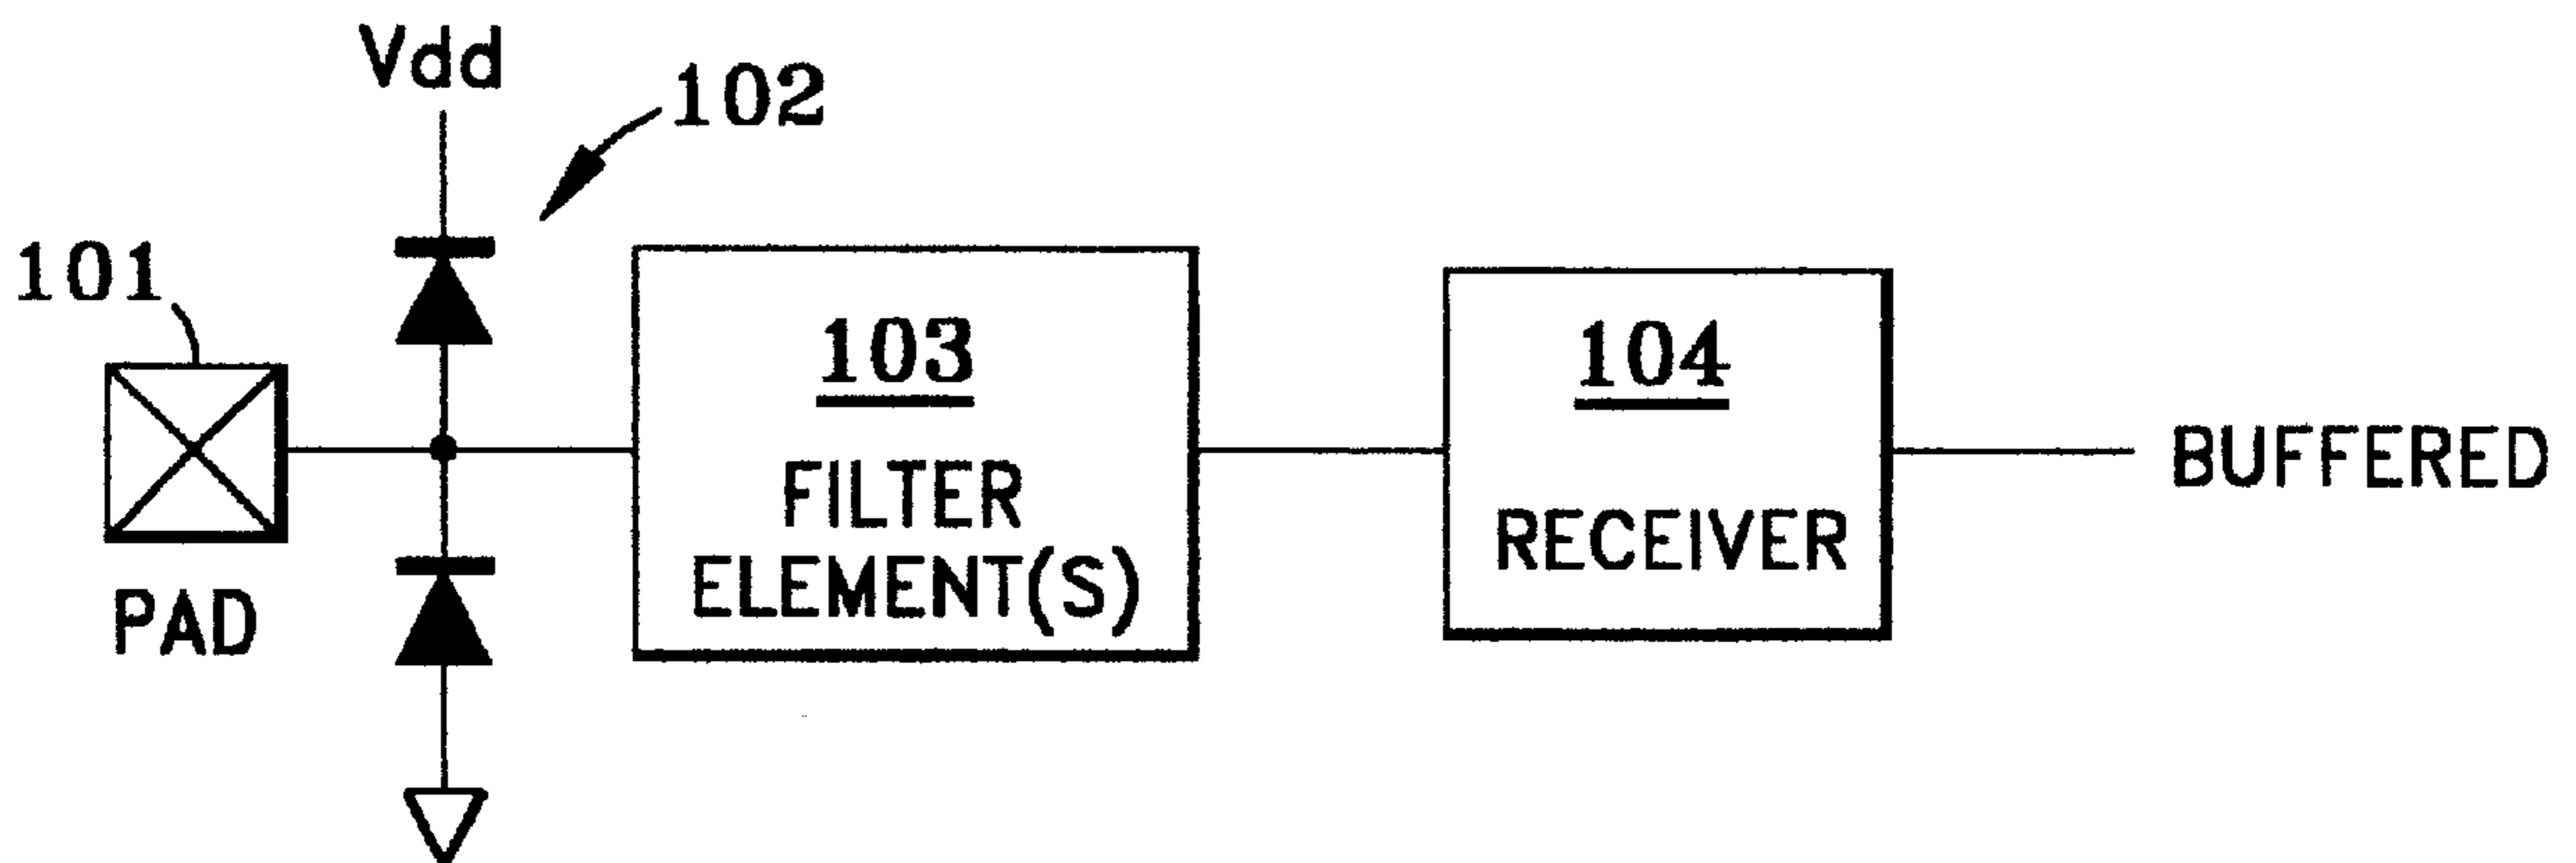 Vdd
102
101
PAD
103
FILTER
ELEMENT(S)
104
RECEIVER
BUFFERED